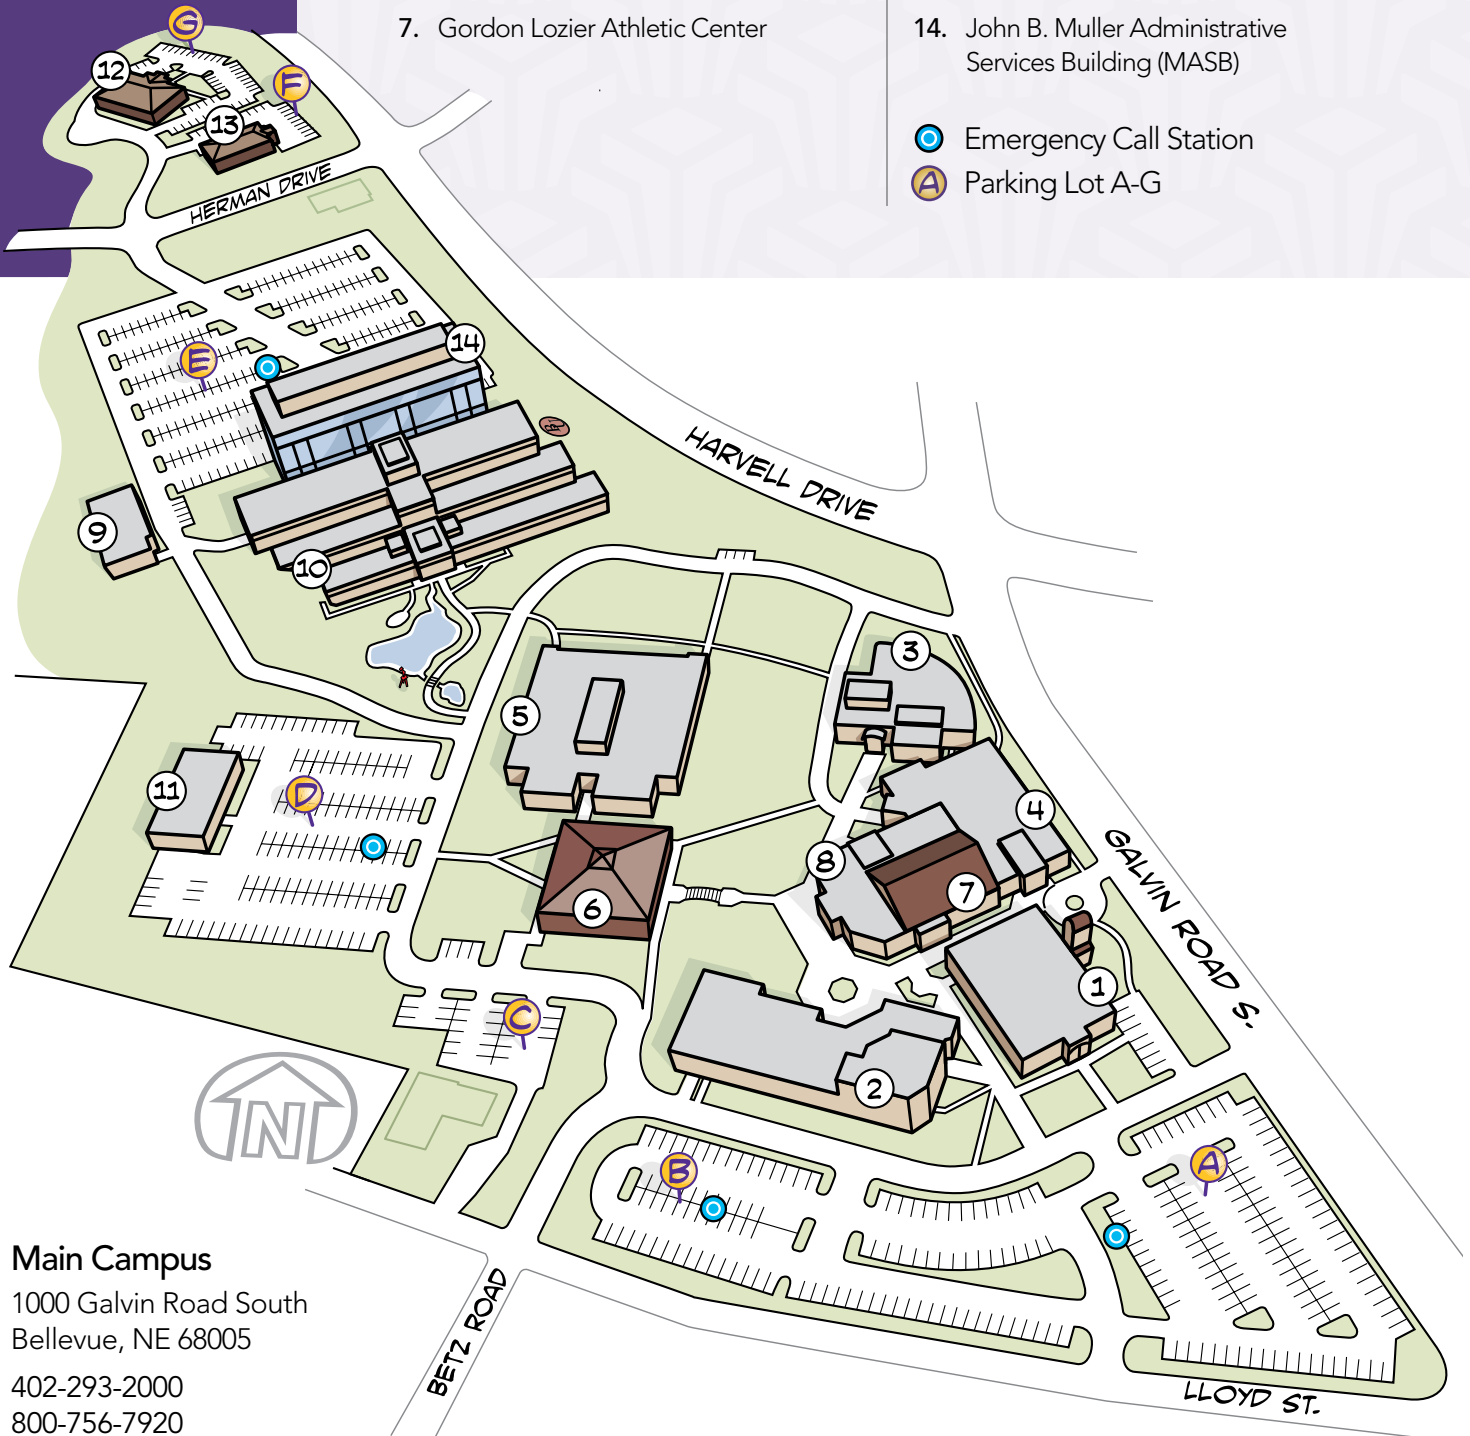 7. Gordon Lozier Athletic Center
14. John B. Muller Administrative
Services Building (MASB)
Emergency Call Station
A Parking Lot A-G
G
12
F
13
HERMAN DRIVE
14
E
HARVELL DRIVE
9
10
3
5
11
D
4
8
7
6
GALVIN ROAD S.
1
C
2
N
B
A
Main Campus
1000 Galvin Road South
Bellevue, NE 68005
402-293-2000
800-756-7920
BETZ ROAD
LLOYD ST.